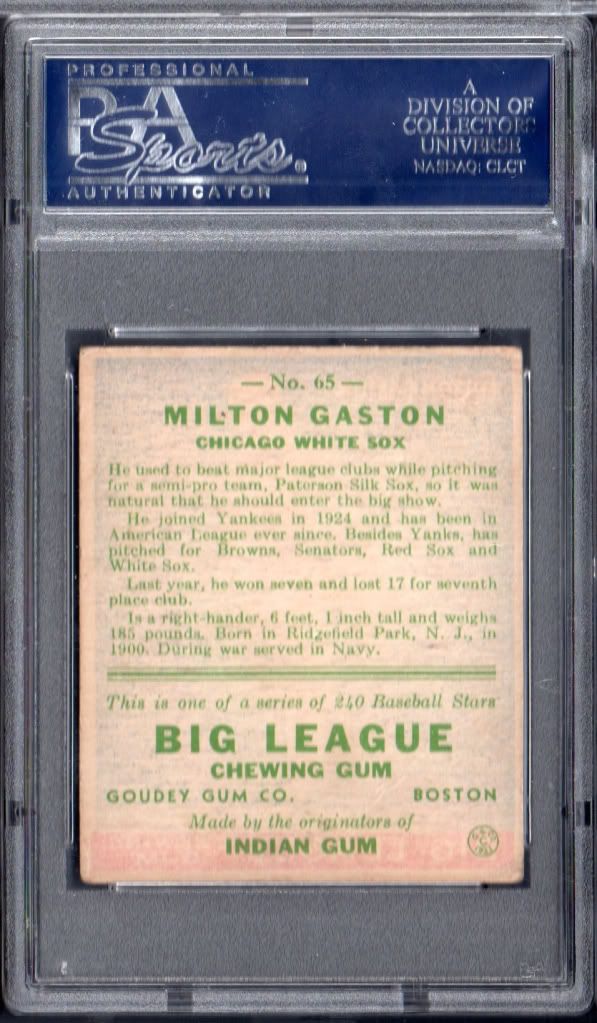 PROFESSIONAL
PSA
Sports®
AUTHENTICATOR
A
DIVISION OF
COLLECTORS
UNIVERSE
NASDAQ: CLCT
— No. 65 —
MILTON GASTON
CHICAGO WHITE SOX
He used to beat major league clubs while pitching
for a semi-pro team, Paterson Silk Sox, so it was
natural that he should enter the big show.
He joined Yankees in 1924 and has been in
American League ever since. Besides Yanks, has
pitched for Browns, Senators, Red Sox and
White Sox.
Last year, he won seven and lost 17 for seventh
place club.
Is a right-hander, 6 feet, 1 inch tall and weighs
185 pounds. Born in Ridgefield Park, N. J., in
1900. During war served in Navy.
This is one of a series of 240 Baseball Stars
BIG LEAGUE
CHEWING GUM
GOUDEY GUM CO. BOSTON
Made by the originators of
INDIAN GUM